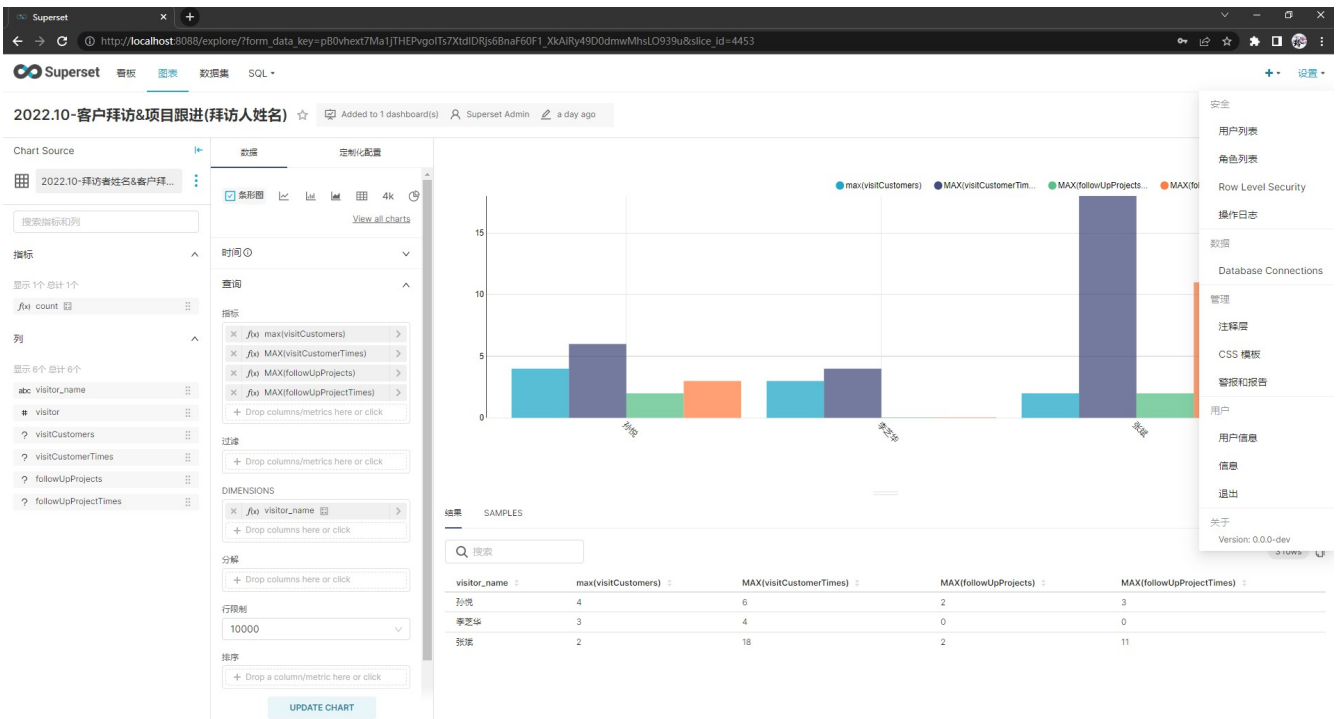 Superset
http://localhost:8088/explore/?form_data_key=pB0vhext7Ma1jTHEPvgolTs7XtdIDRjs6BnaF60F1_XkAiRy49D0dmwMhsLO939u&slice_id=4453
Superset 看板 图表 数据集 SQL 设置
2022.10-客户拜访&项目跟进(拜访人姓名) Added to 1 dashboard(s) Superset Admin a day ago
Chart Source
2022.10-拜访者姓名&客户拜...
搜索指标和列
指标
显示 1个 总计 1个
f(x) count
列
显示 6个 总计 6个
abc visitor_name
# visitor
? visitCustomers
? visitCustomerTimes
? followUpProjects
? followUpProjectTimes
数据 定制化配置
条形图 4k
View all charts
时间
查询
指标
f(x) max(visitCustomers)
f(x) MAX(visitCustomerTimes)
f(x) MAX(followUpProjects)
f(x) MAX(followUpProjectTimes)
Drop columns/metrics here or click
过滤
Drop columns/metrics here or click
DIMENSIONS
f(x) visitor_name
Drop columns here or click
分解
Drop columns here or click
行限制
10000
排序
Drop a column/metric here or click
UPDATE CHART
max(visitCustomers) MAX(visitCustomerTim... MAX(followUpProjects... MAX(fol
15
10
5
0
孙悦 李芝华 张斌
结果 SAMPLES
搜索
3 rows
visitor_name max(visitCustomers) MAX(visitCustomerTimes) MAX(followUpProjects) MAX(followUpProjectTimes)
孙悦 4 6 2 3
李芝华 3 4 0 0
张斌 2 18 2 11
安全
用户列表
角色列表
Row Level Security
操作日志
数据
Database Connections
管理
注释层
CSS 模板
警报和报告
用户
用户信息
信息
退出
关于
Version: 0.0.0-dev